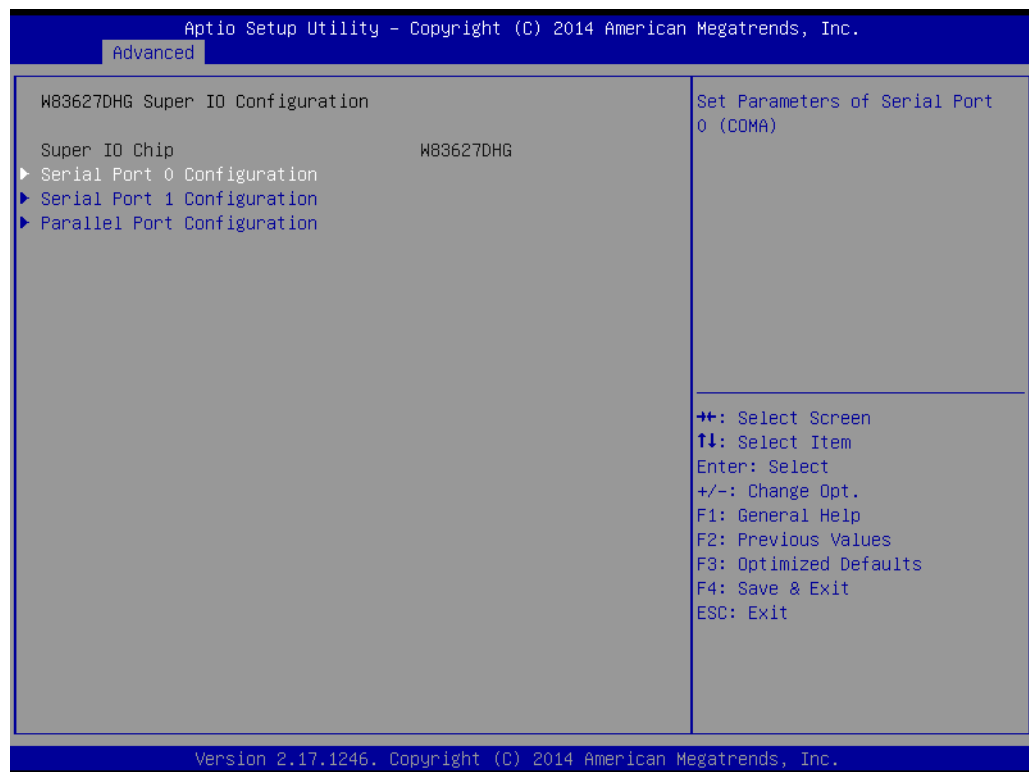 Aptio Setup Utility – Copyright (C) 2014 American Megatrends, Inc.
Advanced
W83627DHG Super IO Configuration
Super IO Chip W83627DHG
Serial Port 0 Configuration
Serial Port 1 Configuration
Parallel Port Configuration
Set Parameters of Serial Port
0 (COMA)
→←: Select Screen
↑↓: Select Item
Enter: Select
+/-: Change Opt.
F1: General Help
F2: Previous Values
F3: Optimized Defaults
F4: Save & Exit
ESC: Exit
Version 2.17.1246. Copyright (C) 2014 American Megatrends, Inc.